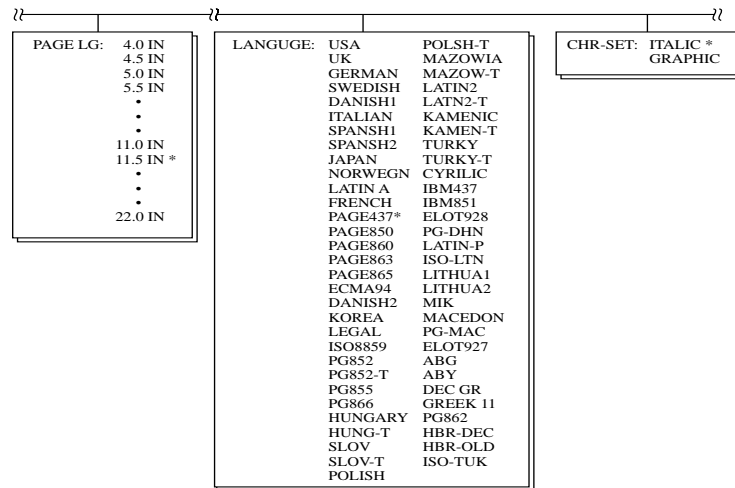 PAGE LG: 4.0 IN
4.5 IN
5.0 IN
5.5 IN
•
•
•
11.0 IN
11.5 IN *
•
•
•
22.0 IN
LANGUGE: USA POLSH-T
UK MAZOWIA
GERMAN MAZOW-T
SWEDISH LATIN2
DANISH1 LATN2-T
ITALIAN KAMENIC
SPANSH1 KAMEN-T
SPANSH2 TURKY
JAPAN TURKY-T
NORWEGN CYRILIC
LATIN A IBM437
FRENCH IBM851
PAGE437* ELOT928
PAGE850 PG-DHN
PAGE860 LATIN-P
PAGE863 ISO-LTN
PAGE865 LITHUA1
ECMA94 LITHUA2
DANISH2 MIK
KOREA MACEDON
LEGAL PG-MAC
ISO8859 ELOT927
PG852 ABG
PG852-T ABY
PG855 DEC GR
PG866 GREEK 11
HUNGARY PG862
HUNG-T HBR-DEC
SLOV HBR-OLD
SLOV-T ISO-TUK
POLISH
CHR-SET: ITALIC *
GRAPHIC